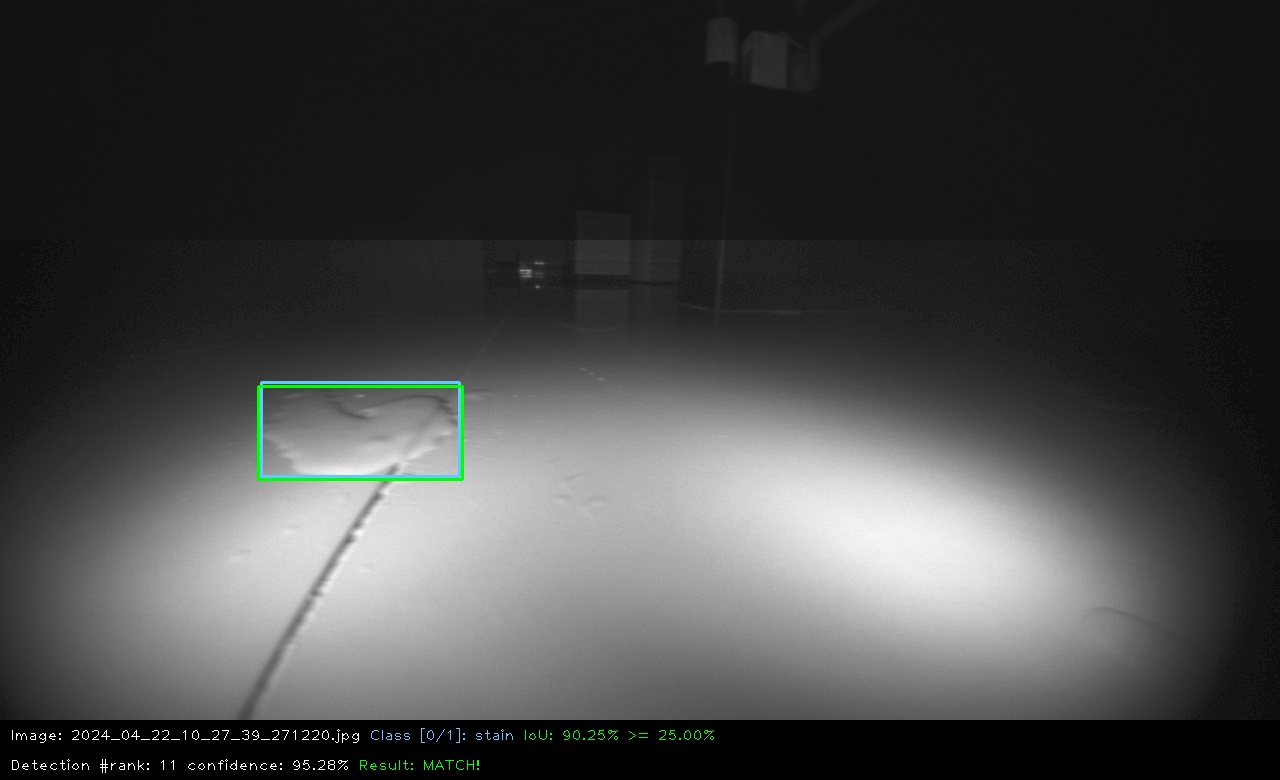 Image: 2024_04_22_10_27_39_271220.jpg Class [0/1]: stain IoU: 90.25% >= 25.00%
Detection #rank: 11 confidence: 95.28% Result: MATCH!